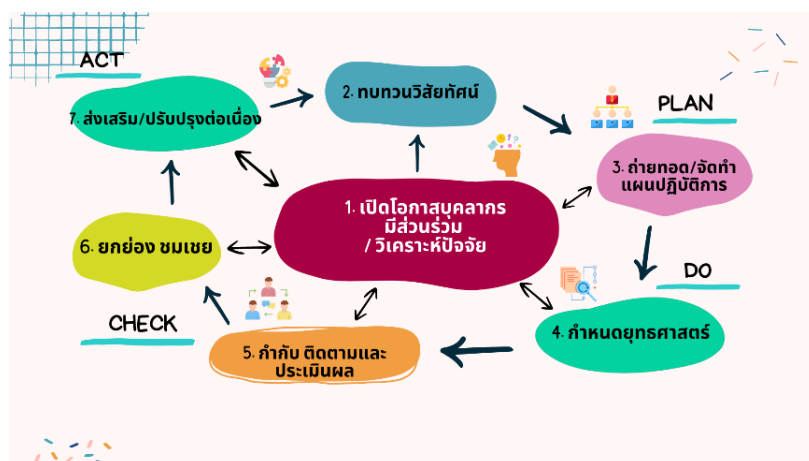 ACT
7. ส่งเสริม/ปรับปรุงต่อเนื่อง
2. ทบทวนวิสัยทัศน์
PLAN
3. ถ่ายทอด/จัดทำ
แผนปฏิบัติการ
1. เปิดโอกาสบุคลากร
มีส่วนร่วม
/ วิเคราะห์ปัจจัย
6. ยกย่อง ชมเชย
DO
4. กำหนดยุทธศาสตร์
CHECK
5. กำกับ ติดตามและ
ประเมินผล